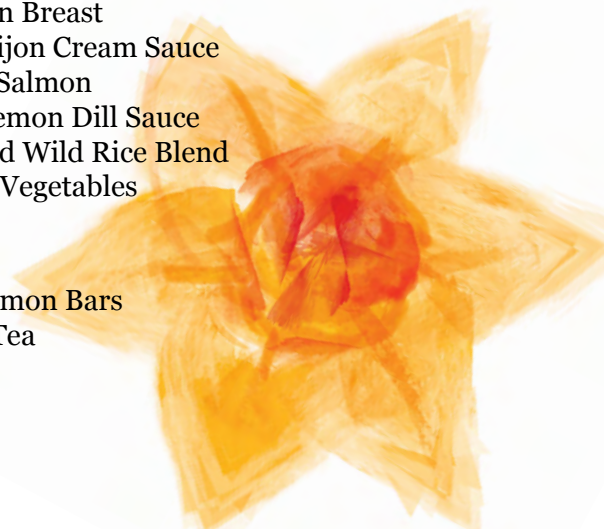 n Breast
ijon Cream Sauce
Salmon
emon Dill Sauce
d Wild Rice Blend
Vegetables
mon Bars
Tea